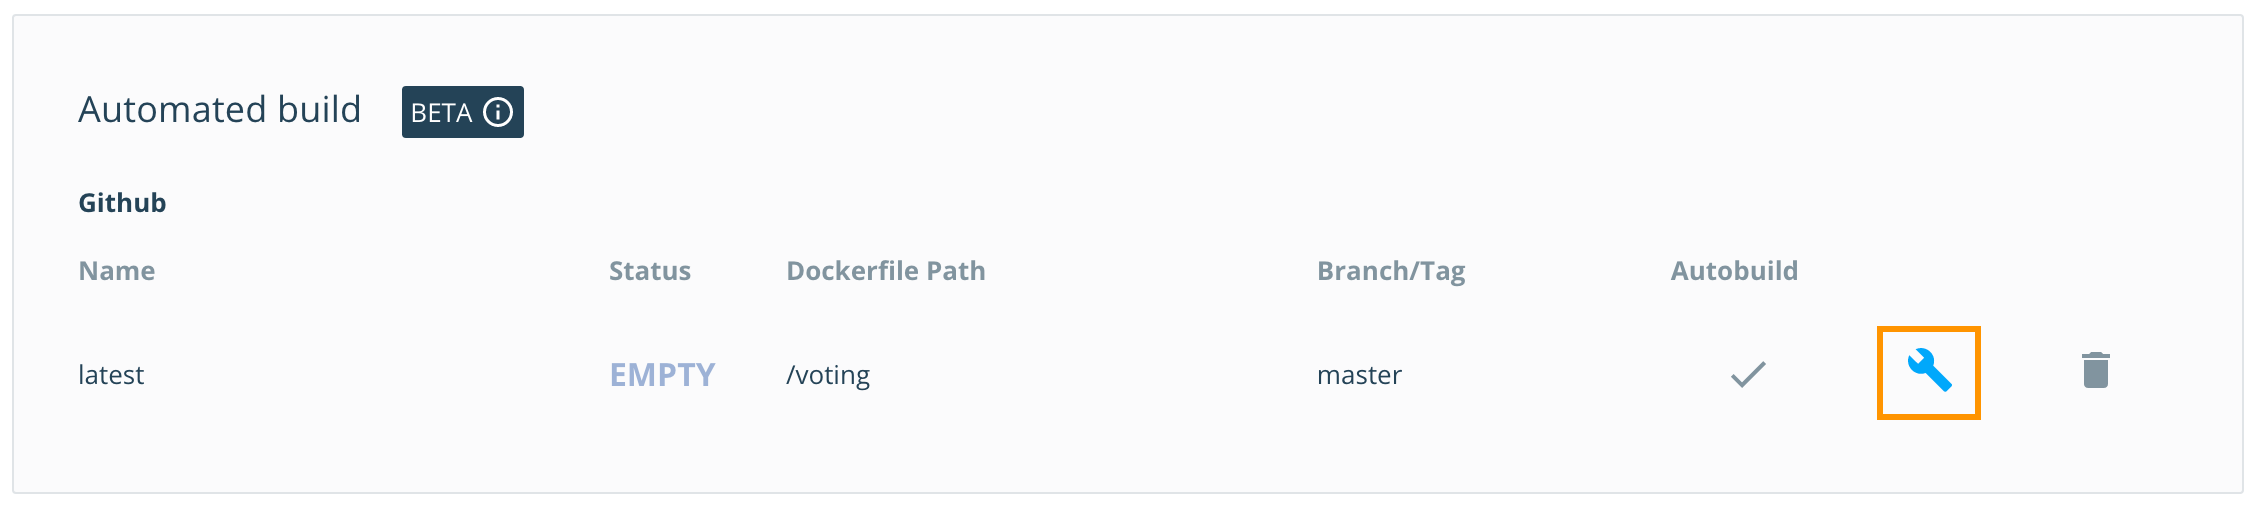 Automated build BETA
Github
Name Status Dockerfile Path Branch/Tag Autobuild
latest EMPTY /voting master